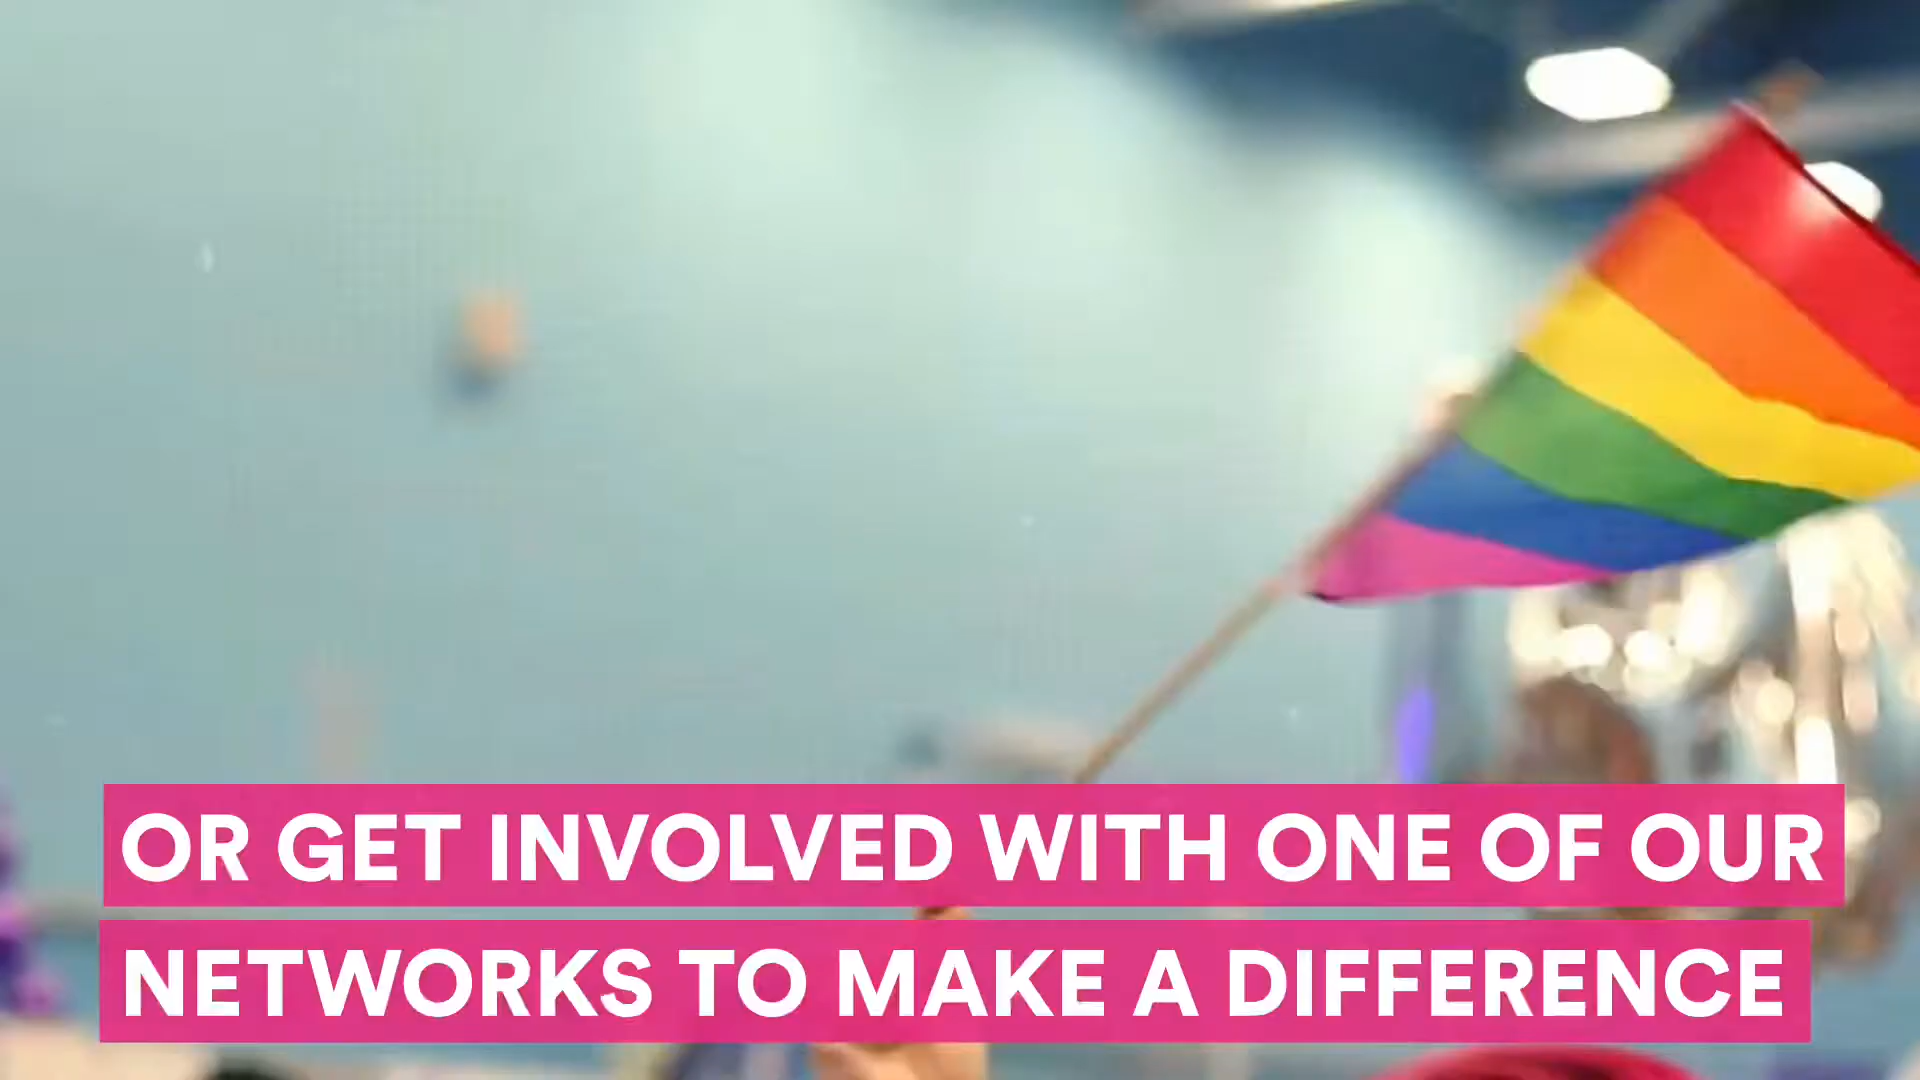 OR GET INVOLVED WITH ONE OF OUR
NETWORKS TO MAKE A DIFFERENCE